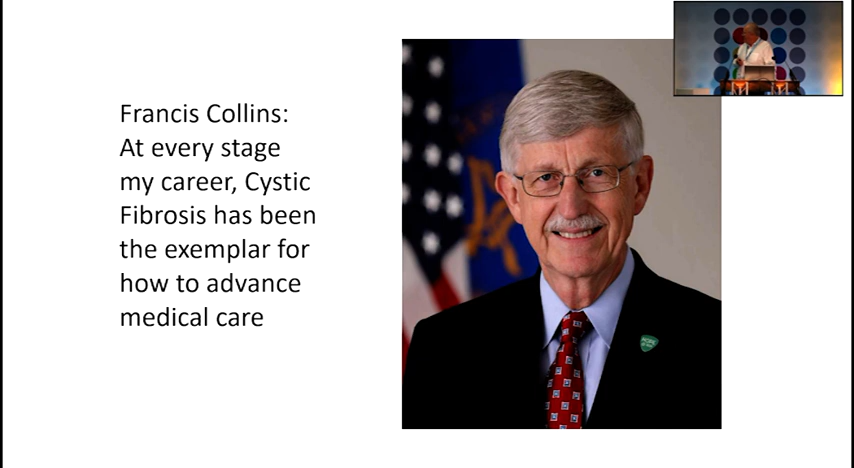 Francis Collins:
At every stage
my career, Cystic
Fibrosis has been
the exemplar for
how to advance
medical care